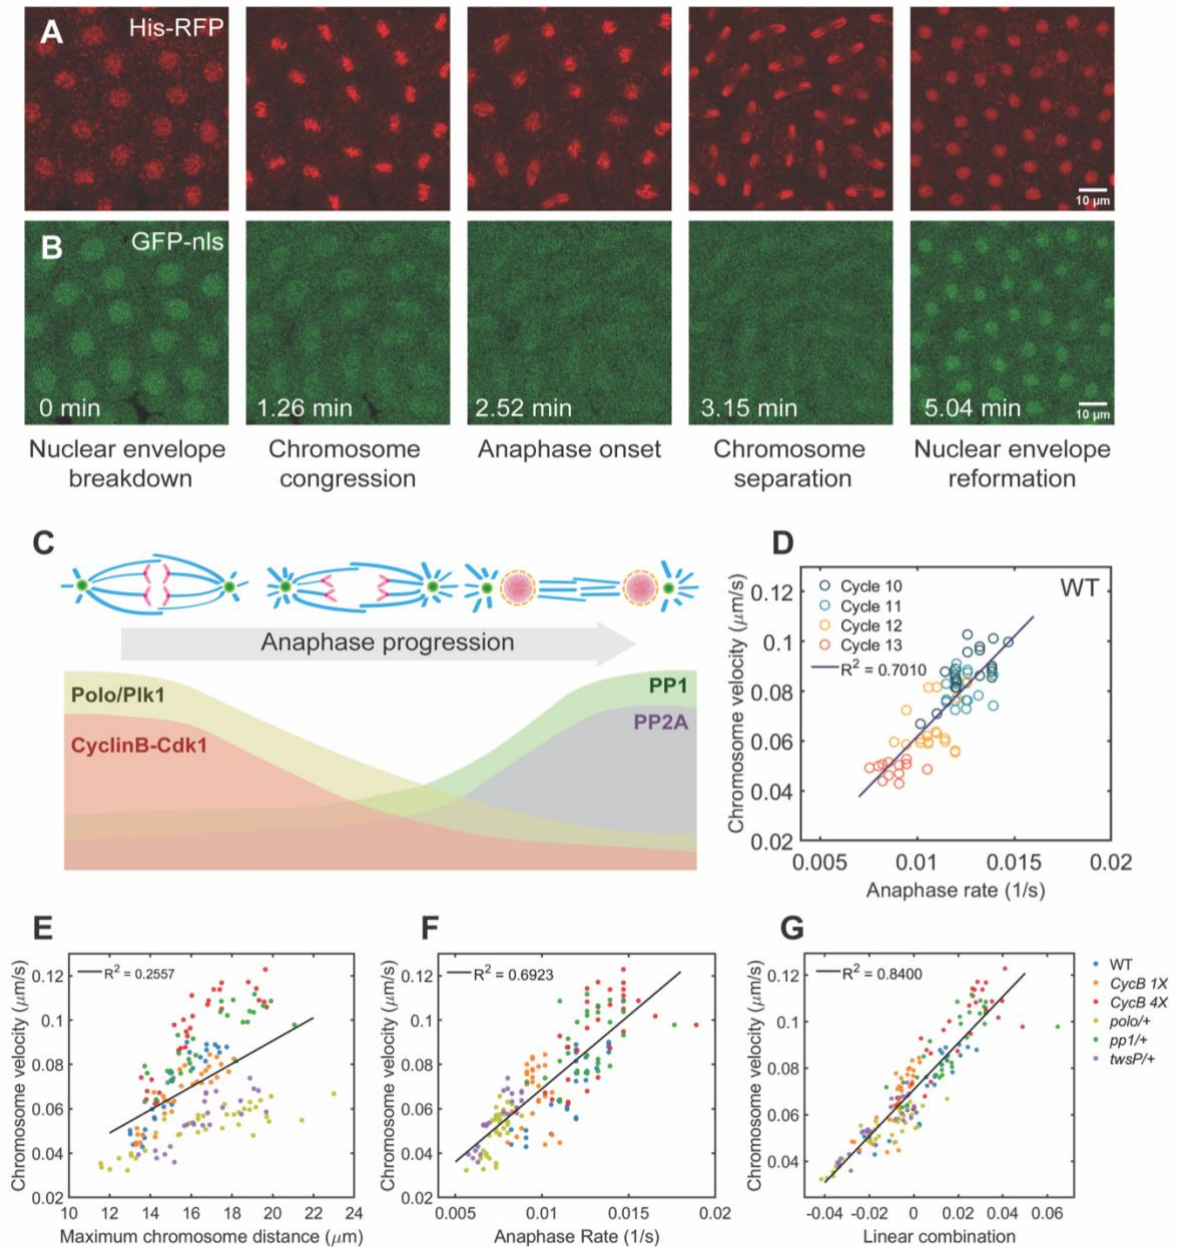 A
His-RFP
10 μm
B
GFP-nls
0 min
1.26 min
2.52 min
3.15 min
5.04 min
10 μm
Nuclear envelope
breakdown
Chromosome
congression
Anaphase onset
Chromosome
separation
Nuclear envelope
reformation
C
Anaphase progression
Polo/Plk1
CyclinB-Cdk1
PP1
PP2A
D
WT
Cycle 10
Cycle 11
Cycle 12
Cycle 13
R² = 0.7010
Chromosome velocity (μm/s)
0.12
0.1
0.08
0.06
0.04
0.02
0.005 0.01 0.015 0.02
Anaphase rate (1/s)
E
R² = 0.2557
Chromosome velocity (μm/s)
0.12
0.1
0.08
0.06
0.04
0.02
10 12 14 16 18 20 22 24
Maximum chromosome distance (μm)
F
R² = 0.6923
Chromosome velocity (μm/s)
0.12
0.1
0.08
0.06
0.04
0.02
0.005 0.01 0.015 0.02
Anaphase Rate (1/s)
G
R² = 0.8400
Chromosome velocity (μm/s)
0.12
0.1
0.08
0.06
0.04
-0.04 -0.02 0 0.02 0.04 0.06
Linear combination
WT
CycB 1X
CycB 4X
polo/+
pp1/+
twsP/+